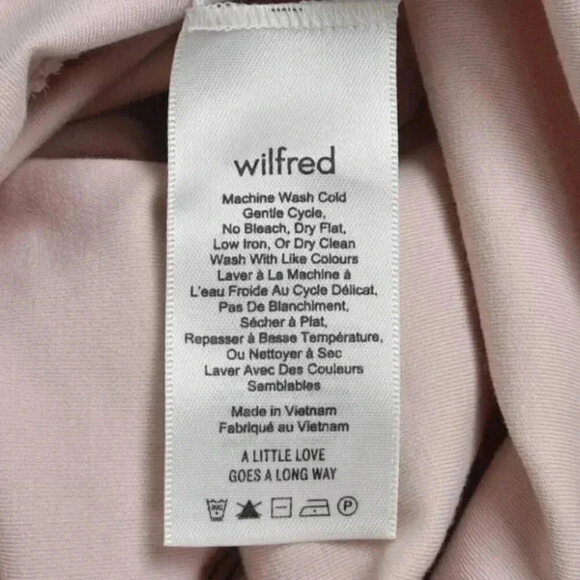 wilfred
Machine Wash Cold
Gentle Cycle,
No Bleach, Dry Flat,
Low Iron, Or Dry Clean
Wash With Like Colours
Laver à La Machine à
L'eau Froide Au Cycle Délicat,
Pas De Blanchiment,
Sécher à Plat,
Repasser à Basse Température,
Ou Nettoyer à Sec
Laver Avec Des Couleurs
Semblables
Made in Vietnam
Fabriqué au Vietnam
A LITTLE LOVE
GOES A LONG WAY
P